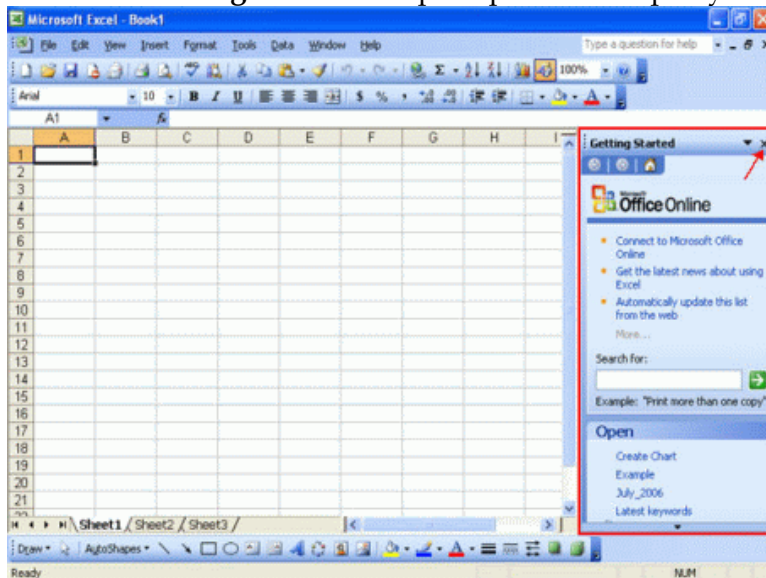 Microsoft Excel - Book1
File Edit View Insert Format Tools Data Window Help Type a question for help
100%
Arial 10 B I U $ % ,
A1 fx
A B C D E F G H I
1
2
3
4
5
6
7
8
9
10
11
12
13
14
15
16
17
18
19
20
21
22
Getting Started
Microsoft
Office Online
Connect to Microsoft Office
Online
Get the latest news about using
Excel
Automatically update this list
from the web
More...
Search for:
Example: "Print more than one copy"
Open
Create Chart
Example
July_2006
Latest keywords
Sheet1 / Sheet2 / Sheet3 /
Draw AutoShapes
Ready NUM